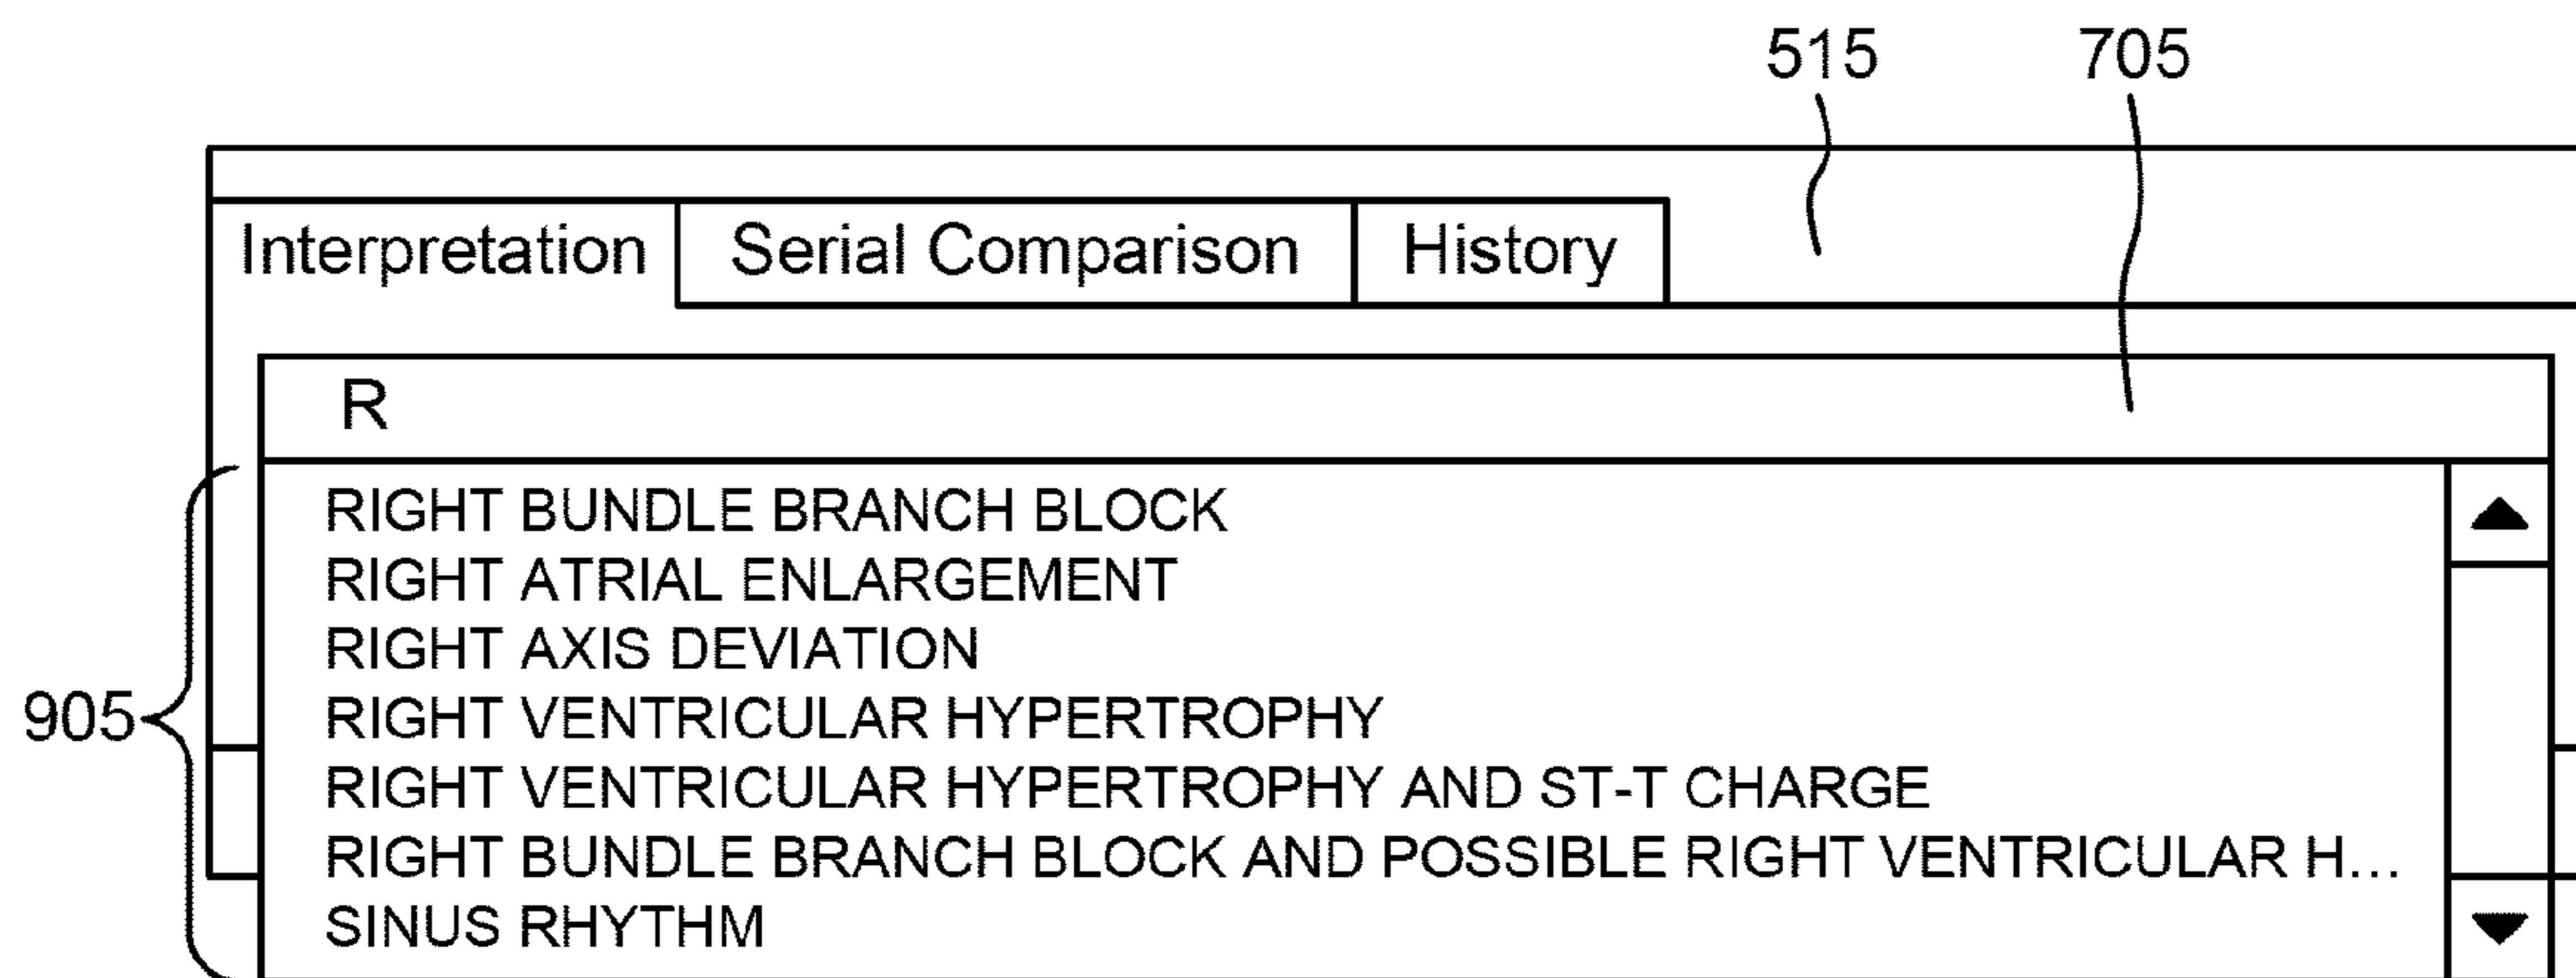 515 705
Interpretation Serial Comparison History
R
RIGHT BUNDLE BRANCH BLOCK
RIGHT ATRIAL ENLARGEMENT
RIGHT AXIS DEVIATION
905 RIGHT VENTRICULAR HYPERTROPHY
RIGHT VENTRICULAR HYPERTROPHY AND ST-T CHARGE
RIGHT BUNDLE BRANCH BLOCK AND POSSIBLE RIGHT VENTRICULAR H...
SINUS RHYTHM